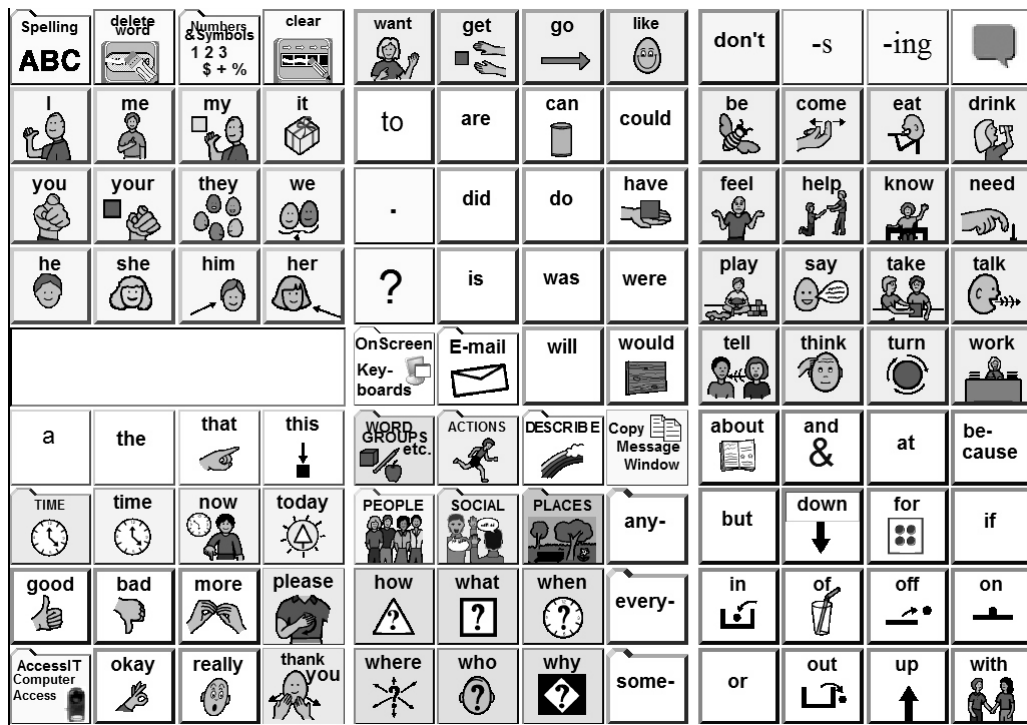 Spelling
ABC
delete
word
Numbers
&Symbols
1 2 3
$ + %
clear
want
get
go
like
don't
-s
-ing
I
me
my
it
to
are
can
could
be
come
eat
drink
you
your
they
we
.
did
do
have
feel
help
know
need
he
she
him
her
?
is
was
were
play
say
take
talk
OnScreen
Key-
boards
E-mail
will
would
tell
think
turn
work
a
the
that
this
WORD
GROUPS
etc.
ACTIONS
DESCRIBE
Copy
Message
Window
about
and
&
at
be-
cause
TIME
time
now
today
PEOPLE
SOCIAL
PLACES
any-
but
down
for
if
good
bad
more
please
how
?
what
?
when
?
every-
in
of
off
on
AccessIT
Computer
Access
okay
really
thank
you
where
?
who
?
why
?
some-
or
out
up
with